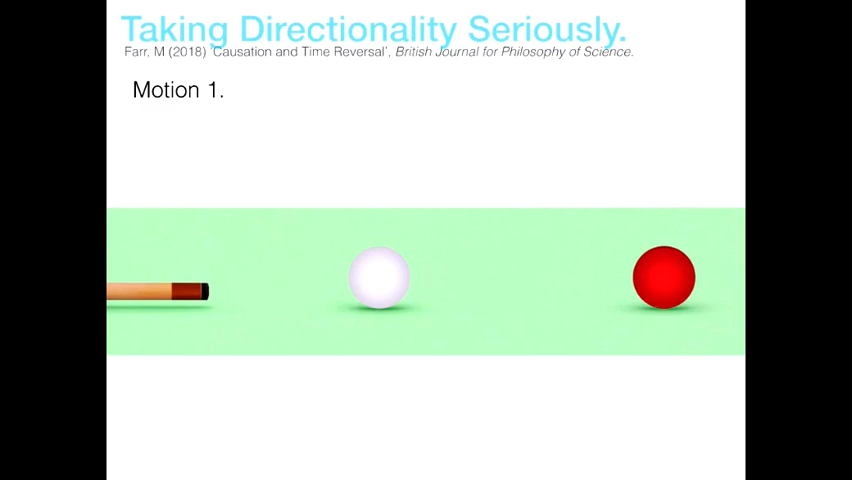 Taking Directionality Seriously.
Farr, M (2018) 'Causation and Time Reversal', British Journal for Philosophy of Science.
Motion 1.